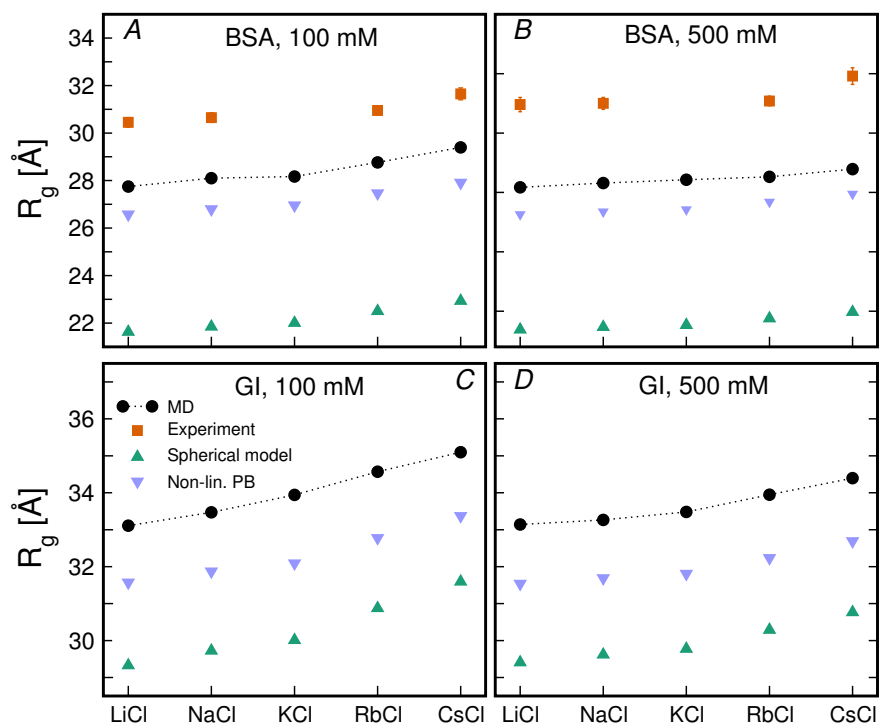 A
BSA, 100 mM
B
BSA, 500 mM
R_g [Å]
34
32
30
28
26
24
22
GI, 100 mM
C
D
GI, 500 mM
MD
Experiment
Spherical model
Non-lin. PB
R_g [Å]
36
34
32
30
LiCl
NaCl
KCl
RbCl
CsCl
LiCl
NaCl
KCl
RbCl
CsCl